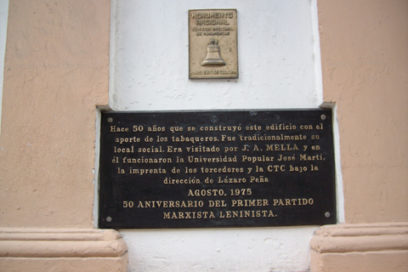 MONUMENTO
NACIONAL
Hace 50 años que se construyó este edificio con el
aporte de los tabaqueros. Fue tradicionalmente su
local social. Era visitado por J. A. MELLA y en
él funcionaron la Universidad Popular José Martí,
la imprenta de los torcedores y la CTC bajo la
dirección de Lázaro Peña
AGOSTO, 1975
50 ANIVERSARIO DEL PRIMER PARTIDO
MARXISTA LENINISTA.